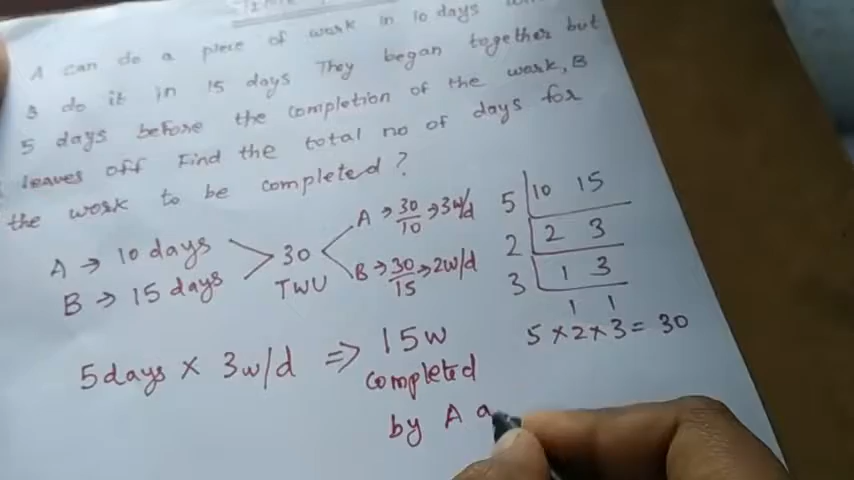 A can do a piece of work in 10 days
B do it in 15 days They began together but
5 days before the completion of the work, B
leaves off Find the total no of days for
the work to be completed?
A → 10 days
B → 15 days
30
TWU
A → 30/10 → 3w/d
B → 30/15 → 2w/d
5 | 10 15
2 | 2 3
3 | 1 3
1 1
5 × 2 × 3 = 30
5days × 3w/d ⇒ 15w
completed
by A a